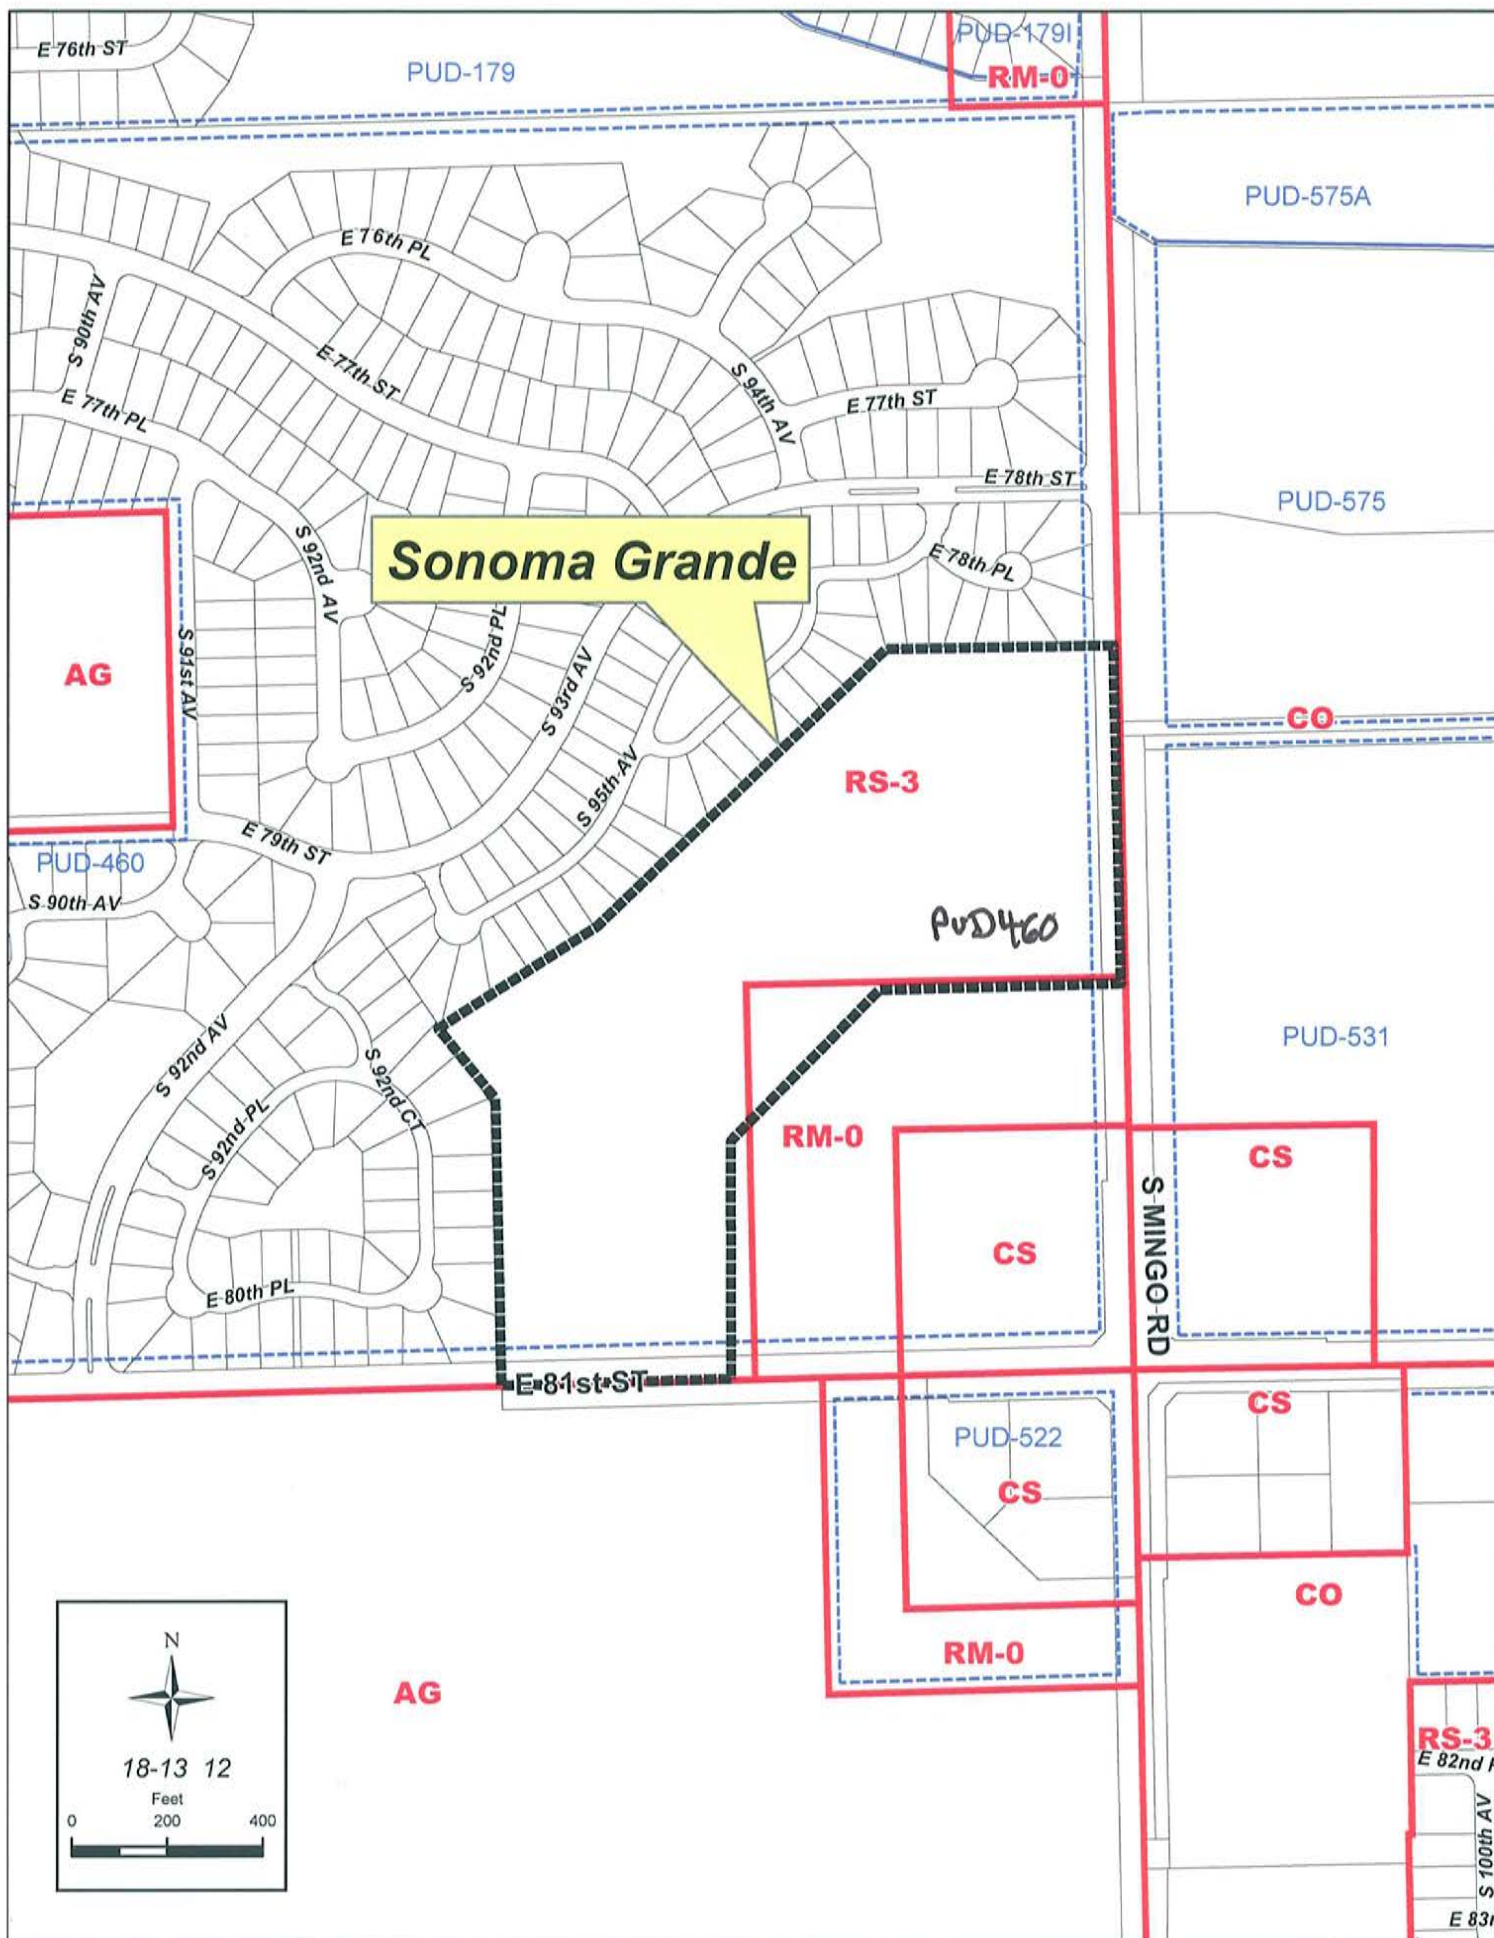 E 76th ST
PUD-179
PUD-179I
RM-0
PUD-575A
E 76th PL
S 90th AV
E 77th ST
S 94th AV
E 77th ST
E 77th PL
E 78th ST
PUD-575
S 92nd AV
Sonoma Grande
E 78th PL
S 92nd PL
S 91st AV
AG
S 93rd AV
CO
RS-3
S 95th AV
E 79th ST
PUD-460
S 90th AV
PUD460
PUD-531
S 92nd AV
S 92nd CT
S 92nd PL
RM-0
CS
CS
S MINGO RD
E 80th PL
E 81st ST
CS
PUD-522
CS
CO
RM-0
AG
N
18-13 12
Feet
0 200 400
RS-3
E 82nd
S 100th AV
E 83